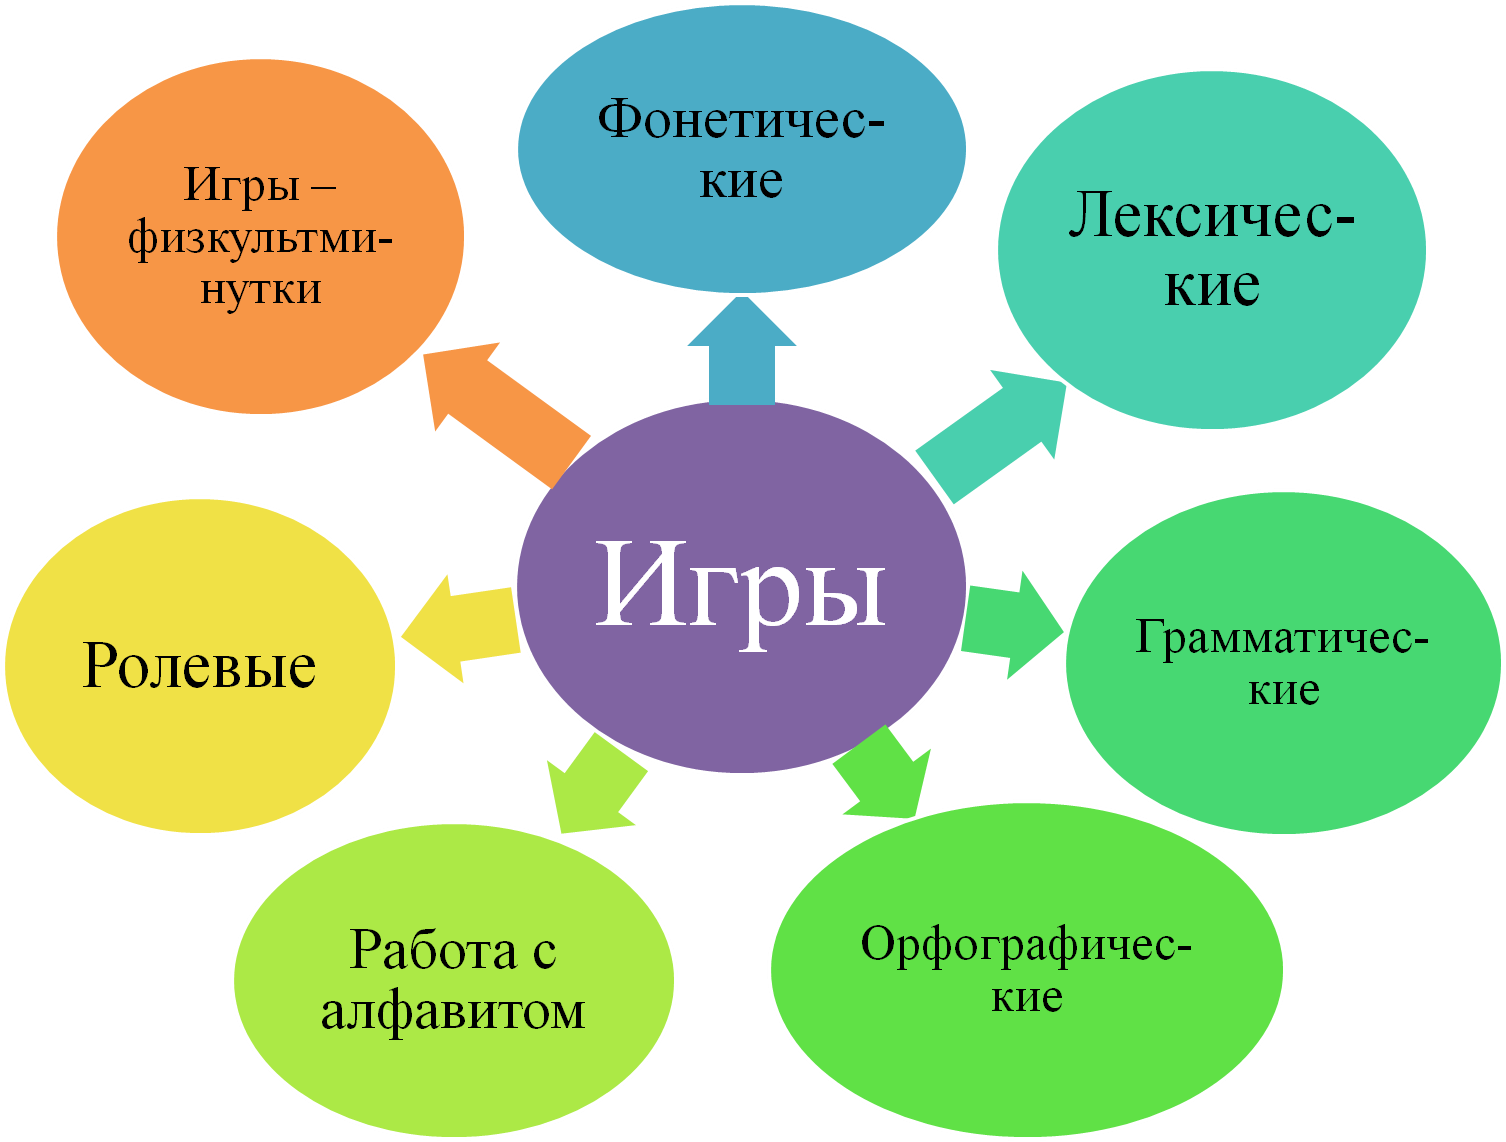 Фонетичес-
кие
Лексичес-
кие
Грамматичес-
кие
Орфографичес-
кие
Работа с
алфавитом
Ролевые
Игры –
физкультми-
нутки
Игры